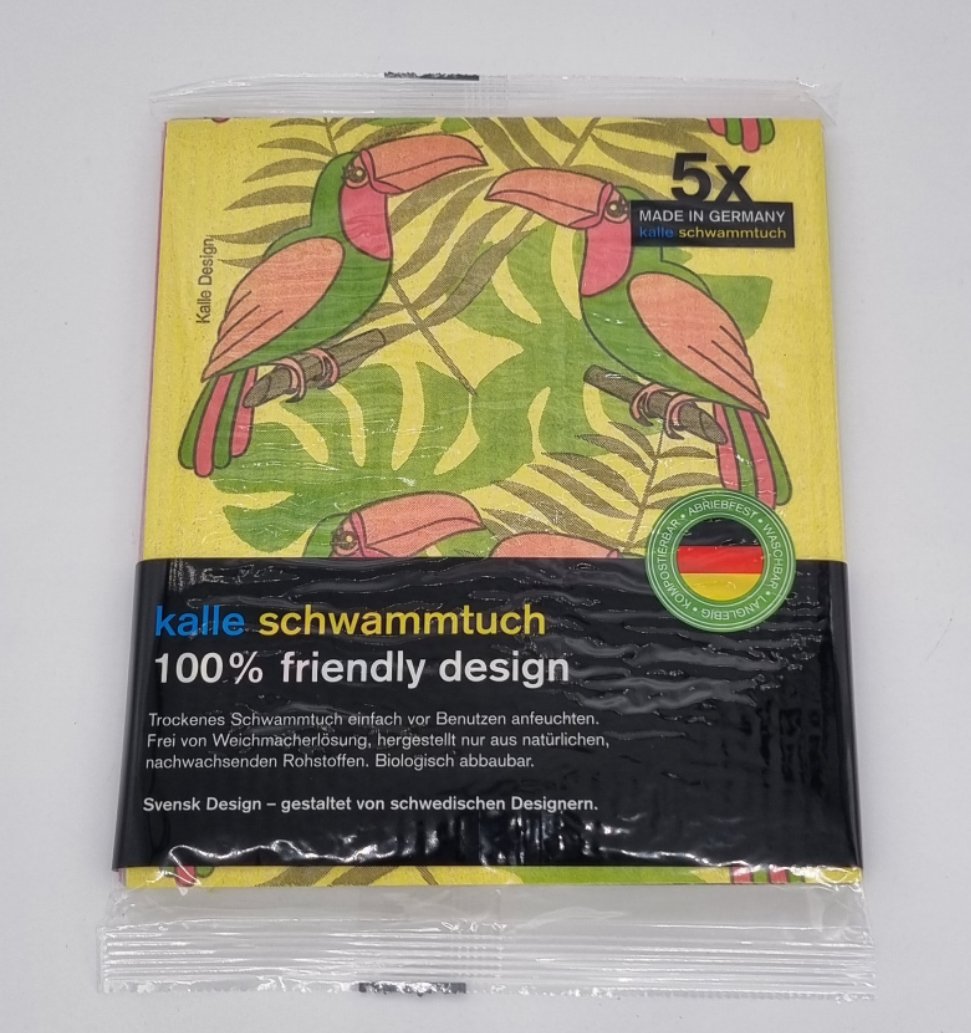 5x
MADE IN GERMANY
kalle schwammtuch
Kalle Design
ABRIEBFEST • WASCHBAR • LANGLEBIG • KOMPOSTIERBAR •
kalle schwammtuch
100% friendly design
Trockenes Schwammtuch einfach vor Benutzen anfeuchten.
Frei von Weichmacherlösung, hergestellt nur aus natürlichen,
nachwachsenden Rohstoffen. Biologisch abbaubar.
Svensk Design – gestaltet von schwedischen Designern.